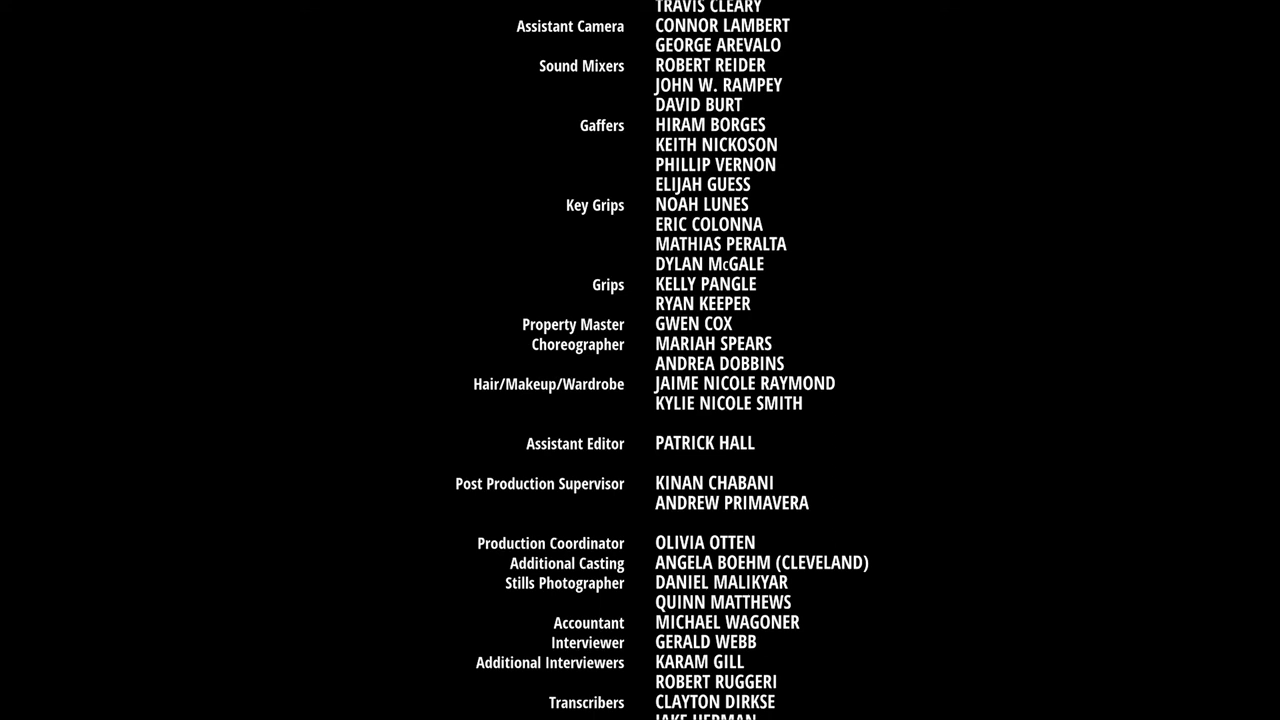 TRAVIS CLEARY
Assistant Camera CONNOR LAMBERT
GEORGE AREVALO
Sound Mixers ROBERT REIDER
JOHN W. RAMPEY
DAVID BURT
Gaffers HIRAM BORGES
KEITH NICKOSON
PHILLIP VERNON
ELIJAH GUESS
Key Grips NOAH LUNES
ERIC COLONNA
MATHIAS PERALTA
DYLAN McGALE
Grips KELLY PANGLE
RYAN KEEPER
Property Master GWEN COX
Choreographer MARIAH SPEARS
ANDREA DOBBINS
Hair/Makeup/Wardrobe JAIME NICOLE RAYMOND
KYLIE NICOLE SMITH
Assistant Editor PATRICK HALL
Post Production Supervisor KINAN CHABANI
ANDREW PRIMAVERA
Production Coordinator OLIVIA OTTEN
Additional Casting ANGELA BOEHM (CLEVELAND)
Stills Photographer DANIEL MALIKYAR
QUINN MATTHEWS
Accountant MICHAEL WAGONER
Interviewer GERALD WEBB
Additional Interviewers KARAM GILL
ROBERT RUGGERI
Transcribers CLAYTON DIRKSE
JAKE HERMAN